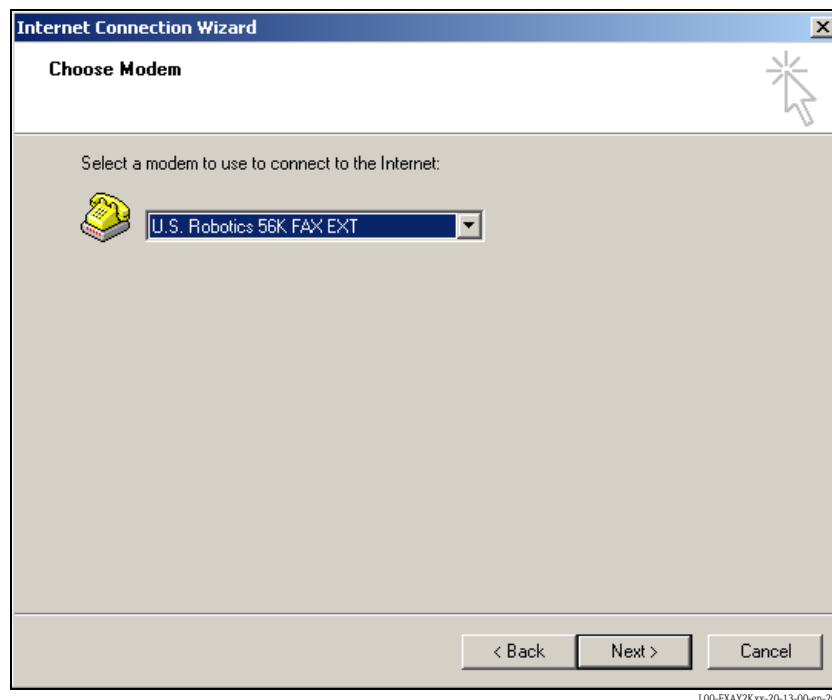 Internet Connection Wizard
Choose Modem
Select a modem to use to connect to the Internet:
U.S. Robotics 56K FAX EXT
< Back
Next >
Cancel